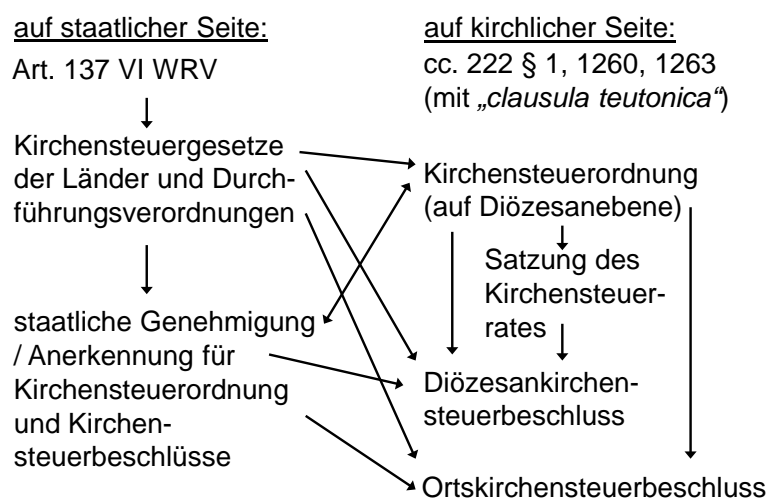 auf staatlicher Seite:
Art. 137 VI WRV
Kirchensteuergesetze
der Länder und Durch-
führungsverordnungen
staatliche Genehmigung
/ Anerkennung für
Kirchensteuerordnung
und Kirchen-
steuerbeschlüsse
auf kirchlicher Seite:
cc. 222 § 1, 1260, 1263
(mit „clausula teutonica“)
Kirchensteuerordnung
(auf Diözesanebene)
Satzung des
Kirchensteuer-
rates
Diözesankirchen-
steuerbeschluss
Ortskirchensteuerbeschluss